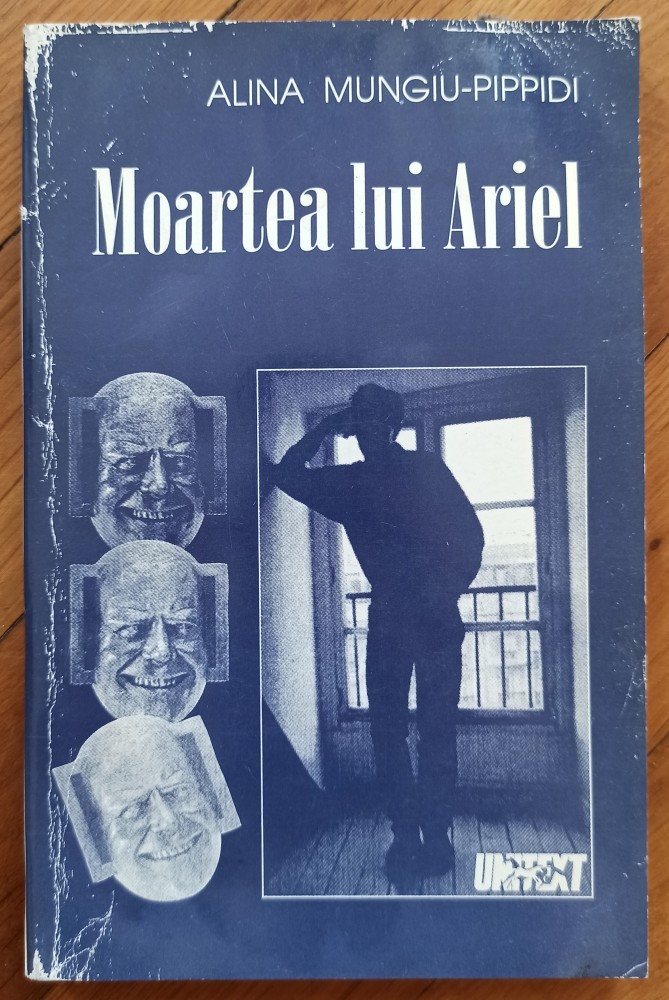 ALINA MUNGIU-PIPPIDI
Moartea lui Ariel
UNITEXT